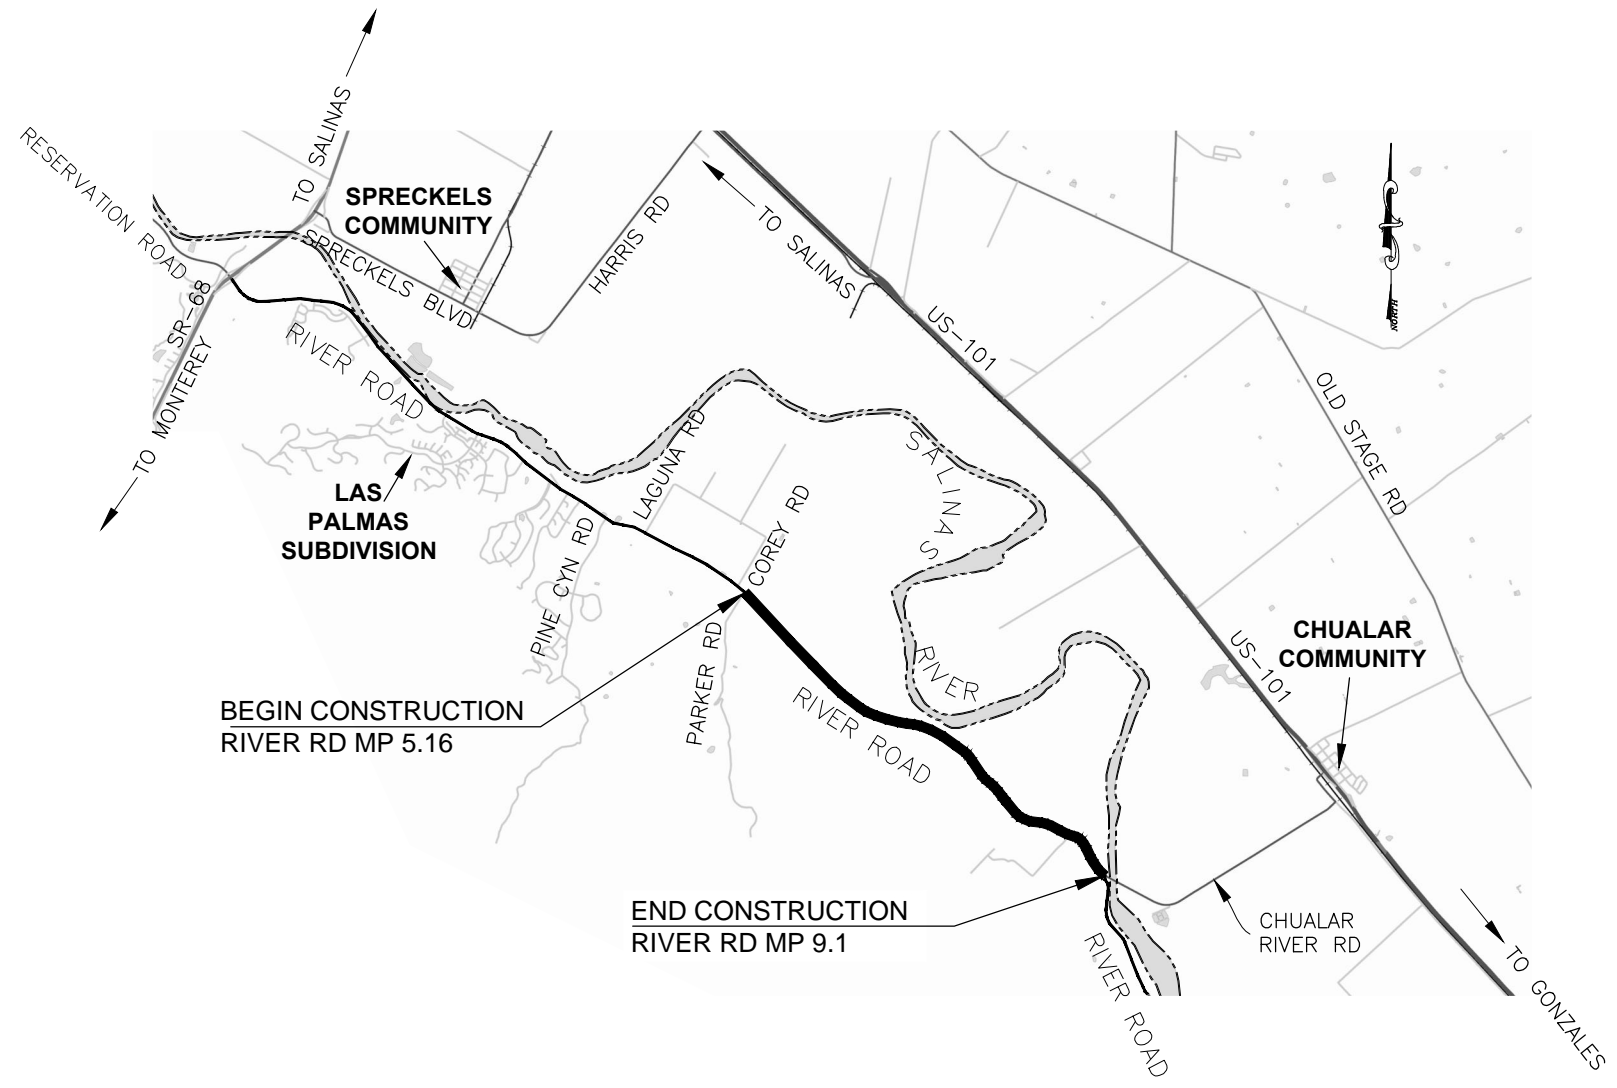 RESERVATION ROAD
TO SALINAS
SPRECKELS
COMMUNITY
SPRECKELS BLVD
HARRIS RD
TO SALINAS
US-101
NORTH
SR-68
TO MONTEREY
RIVER ROAD
LAS
PALMAS
SUBDIVISION
LAGUNA RD
COREY RD
PINE CYN RD
PARKER RD
SALINAS
RIVER
OLD STAGE RD
US-101
CHUALAR
COMMUNITY
BEGIN CONSTRUCTION
RIVER RD MP 5.16
RIVER ROAD
END CONSTRUCTION
RIVER RD MP 9.1
CHUALAR
RIVER RD
RIVER ROAD
TO GONZALES